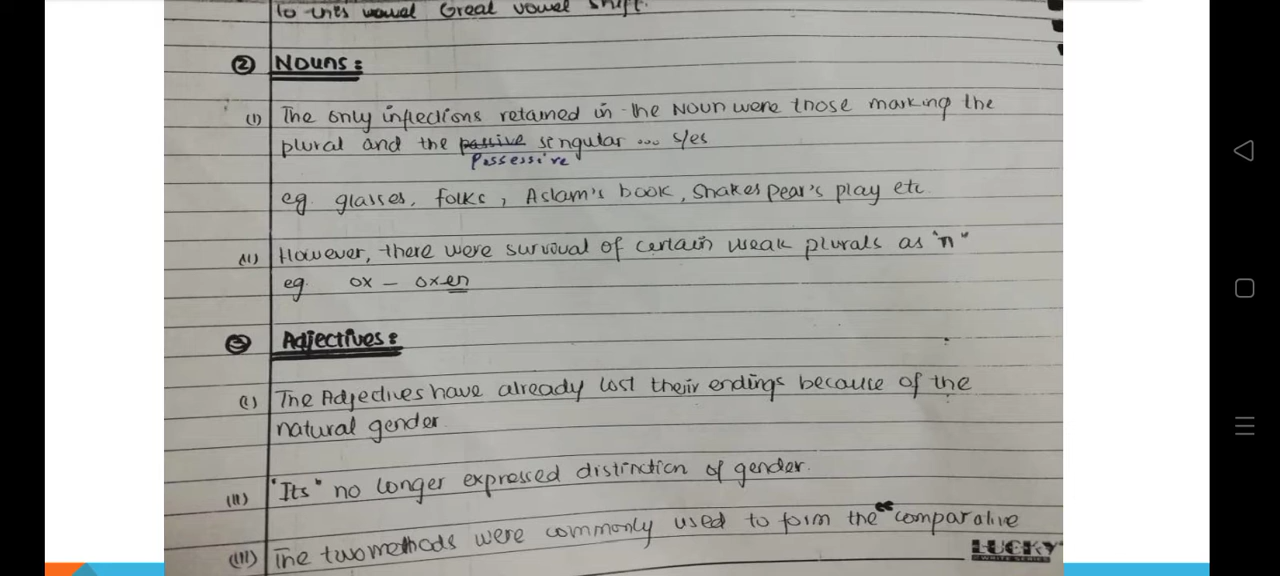 to this vowel Great vowel shift.
② Nouns:
(i) The only inflections retained in the Noun were those marking the
plural and the passive singular ... s/es
Possessive
eg. glasses, folks, Aslam's book, Shakespear's play etc
(ii) However, there were survival of certain weak plurals as "n"
eg. ox - oxen
③ Adjectives:
(i) The Adjectives have already lost their endings because of the
natural gender.
(ii) "Its" no longer expressed distinction of gender.
(iii) The two methods were commonly used to form the "comparative
LUCKY